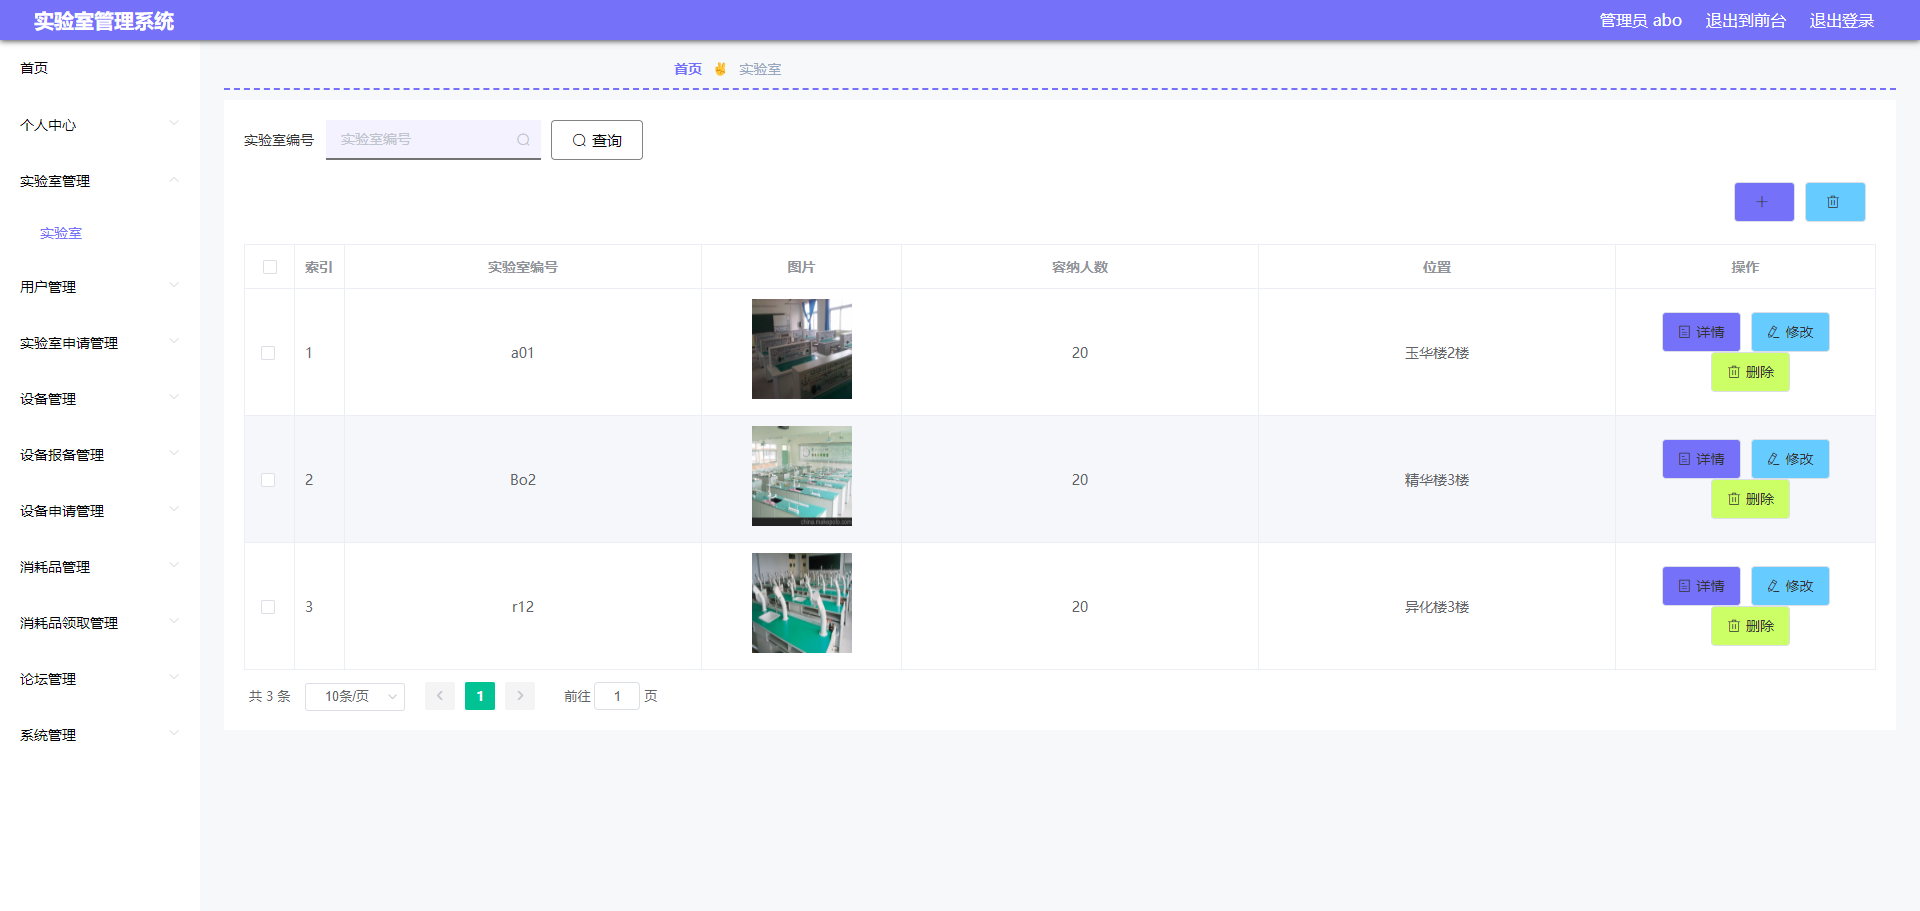 实验室管理系统
管理员 abo 退出到前台 退出登录
首页
个人中心
实验室管理
实验室
用户管理
实验室申请管理
设备管理
设备报备管理
设备申请管理
消耗品管理
消耗品领取管理
论坛管理
系统管理
首页 ✌ 实验室
实验室编号 实验室编号 查询
索引 实验室编号 图片 容纳人数 位置 操作
1 a01 20 玉华楼2楼 详情 修改
删除
2 Bo2 20 精华楼3楼 详情 修改
删除
3 r12 20 异化楼3楼 详情 修改
删除
共 3 条 10条/页 1 前往 1 页